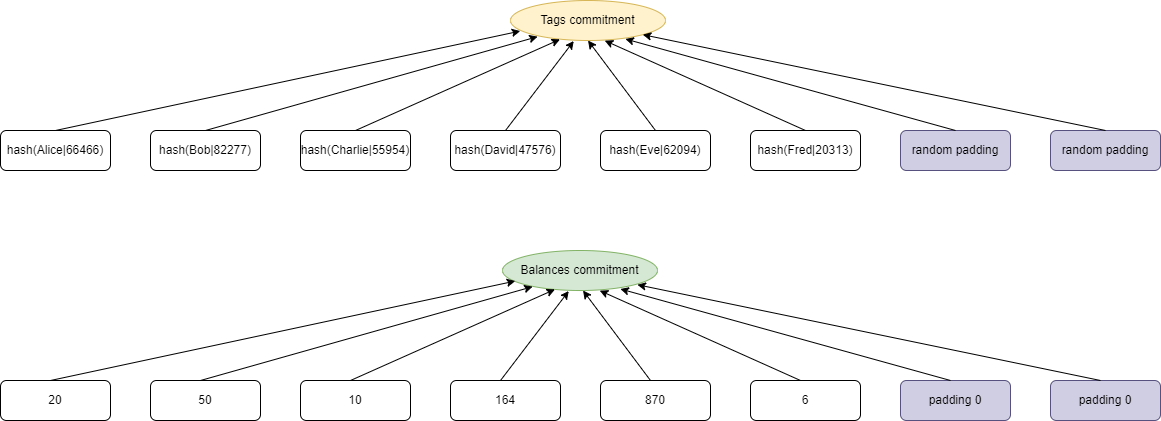 Tags commitment
hash(Alice|66466)
hash(Bob|82277)
hash(Charlie|55954)
hash(David|47576)
hash(Eve|62094)
hash(Fred|20313)
random padding
random padding
Balances commitment
20
50
10
164
870
6
padding 0
padding 0